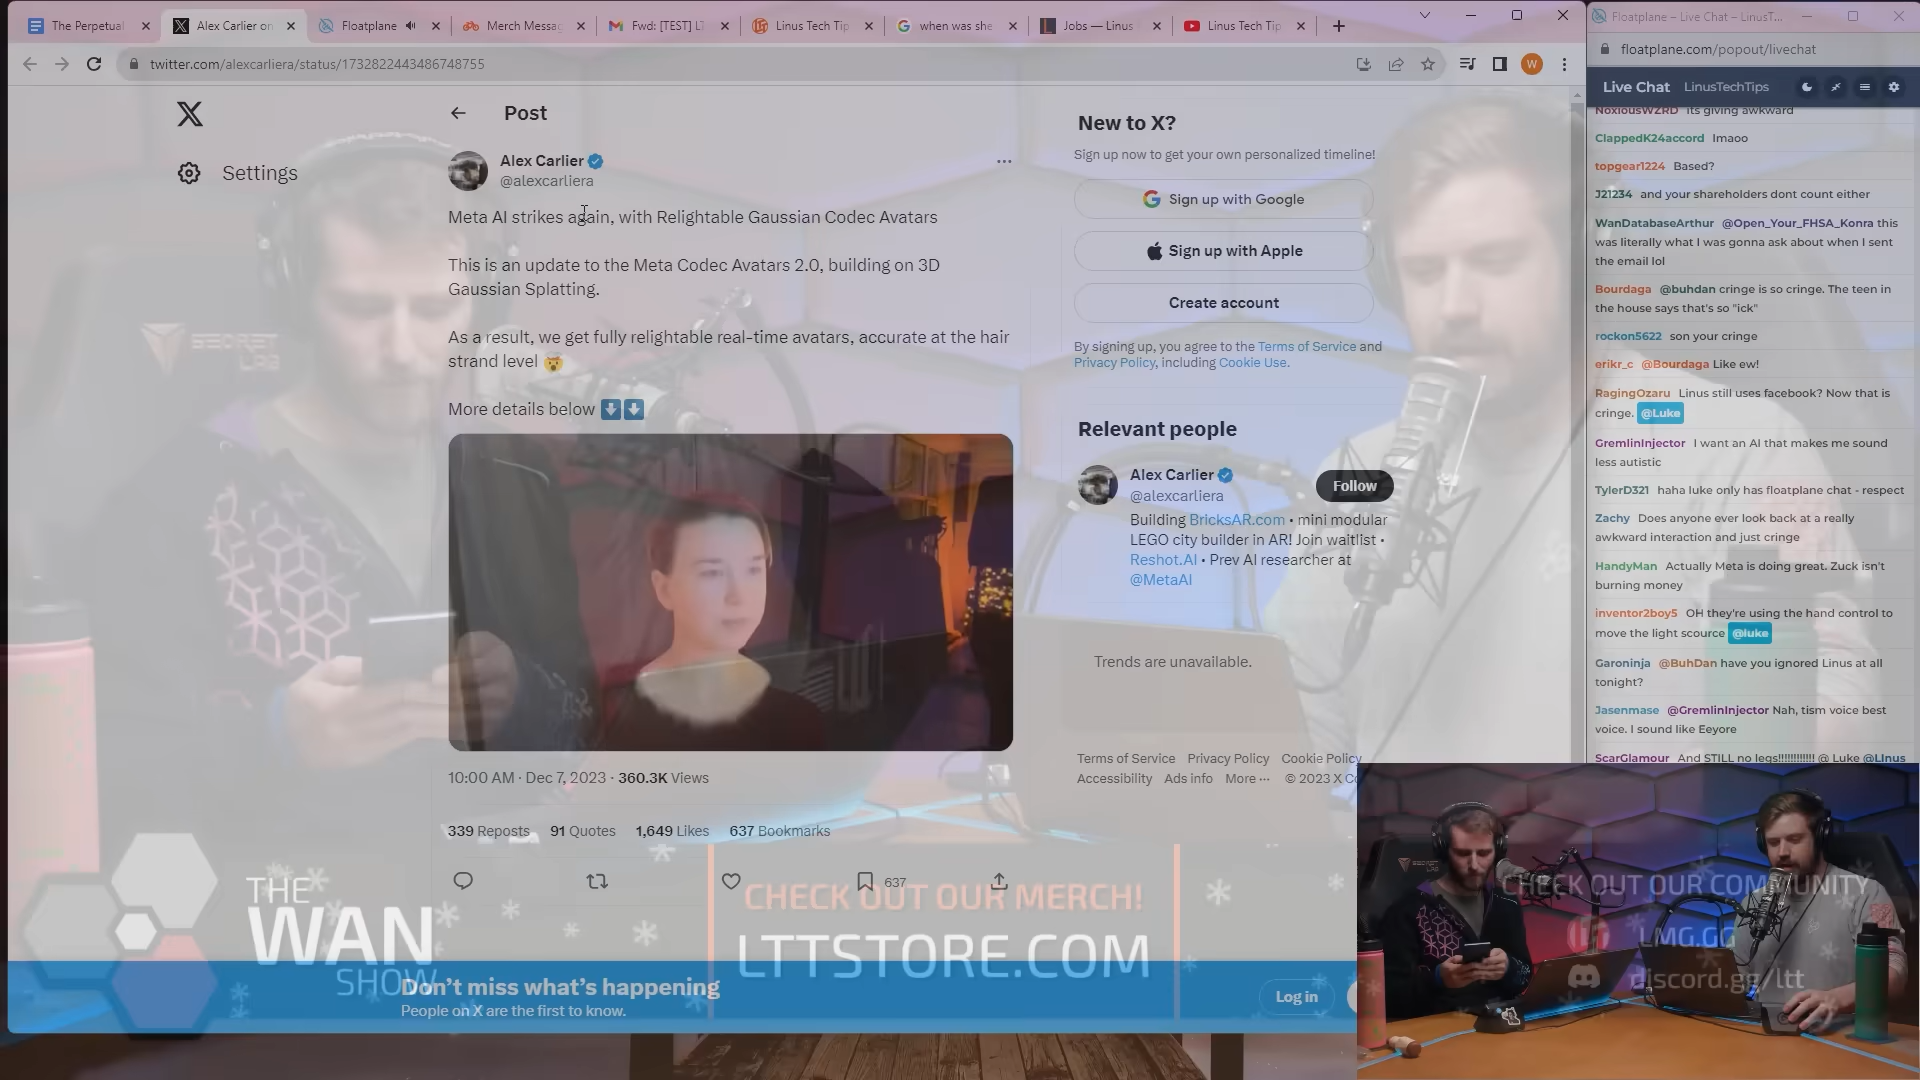 The Perpetual
Alex Carlier on
Floatplane
Merch Messag
Fwd: [TEST] LT
Linus Tech Tip
when was she
Jobs — Linus
Linus Tech Tip
twitter.com/alexcarliera/status/1732822443486748755
W
Settings
Post
Alex Carlier
@alexcarliera
Meta AI strikes again, with Relightable Gaussian Codec Avatars
This is an update to the Meta Codec Avatars 2.0, building on 3D
Gaussian Splatting.
As a result, we get fully relightable real-time avatars, accurate at the hair
strand level 🤯
More details below ⬇️⬇️
10:00 AM · Dec 7, 2023 · 360.3K Views
339 Reposts 91 Quotes 1,649 Likes 637 Bookmarks
637
New to X?
Sign up now to get your own personalized timeline!
Sign up with Google
Sign up with Apple
Create account
By signing up, you agree to the Terms of Service and
Privacy Policy, including Cookie Use.
Relevant people
Alex Carlier
@alexcarliera
Follow
Building BricksAR.com • mini modular
LEGO city builder in AR! Join waitlist •
Reshot.AI • Prev AI researcher at
@MetaAI
Trends are unavailable.
Terms of Service Privacy Policy Cookie Policy
Accessibility Ads info More ··· © 2023 X Co
SECRET
LAB
THE
WAN
SHOW
CHECK OUT OUR MERCH!
LTTSTORE.COM
Don't miss what's happening
People on X are the first to know.
Log in
Floatplane – Live Chat – LinusT...
floatplane.com/popout/livechat
Live Chat LinusTechTips
NoxiousWZRD its giving awkward
ClappedK24accord lmaoo
topgear1224 Based?
J21234 and your shareholders dont count either
WanDatabaseArthur @Open_Your_FHSA_Konra this
was literally what I was gonna ask about when I sent
the email lol
Bourdaga @buhdan cringe is so cringe. The teen in
the house says that's so "ick"
rockon5622 son your cringe
erikr_c @Bourdaga Like ew!
RagingOzaru Linus still uses facebook? Now that is
cringe. @Luke
GremlinInjector I want an AI that makes me sound
less autistic
TylerD321 haha luke only has floatplane chat - respect
Zachy Does anyone ever look back at a really
awkward interaction and just cringe
HandyMan Actually Meta is doing great. Zuck isn't
burning money
inventor2boy5 OH they're using the hand control to
move the light scource @luke
Garoninja @BuhDan have you ignored Linus at all
tonight?
Jasenmase @GremlinInjector Nah, tism voice best
voice. I sound like Eeyore
ScarGlamour And STILL no legs!!!!!!!!!!!! @ Luke @Linus
SECRET
LAB
CHECK OUT OUR COMMUNITY
LMG.GG
discord.gg/ltt